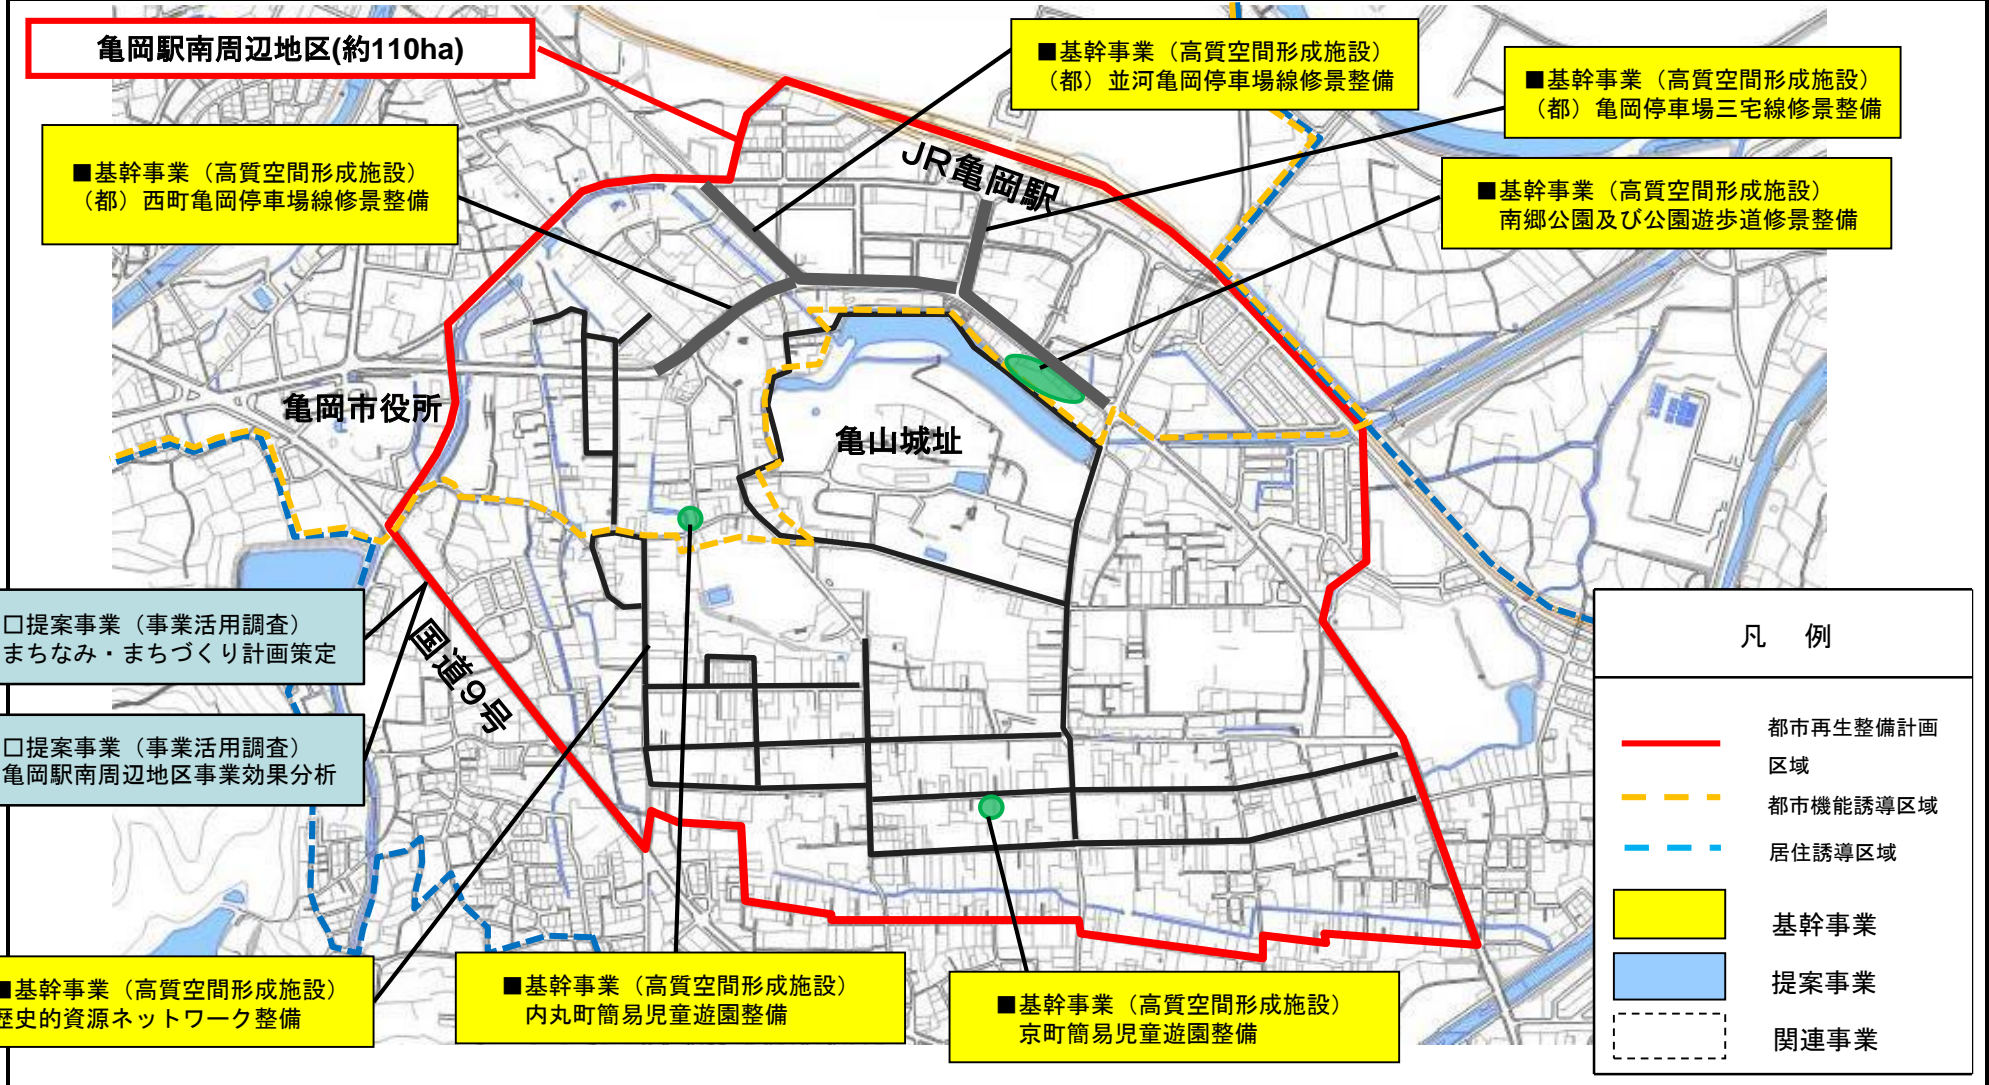 亀岡駅南周辺地区(約110ha)
■基幹事業（高質空間形成施設）
（都）並河亀岡停車場線修景整備
■基幹事業（高質空間形成施設）
（都）亀岡停車場三宅線修景整備
■基幹事業（高質空間形成施設）
（都）西町亀岡停車場線修景整備
■基幹事業（高質空間形成施設）
南郷公園及び公園遊歩道修景整備
JR亀岡駅
亀岡市役所
亀山城址
国道9号
□提案事業（事業活用調査）
まちなみ・まちづくり計画策定
□提案事業（事業活用調査）
亀岡駅南周辺地区事業効果分析
■基幹事業（高質空間形成施設）
歴史的資源ネットワーク整備
■基幹事業（高質空間形成施設）
内丸町簡易児童遊園整備
■基幹事業（高質空間形成施設）
京町簡易児童遊園整備
凡　例
都市再生整備計画
区域
都市機能誘導区域
居住誘導区域
基幹事業
提案事業
関連事業